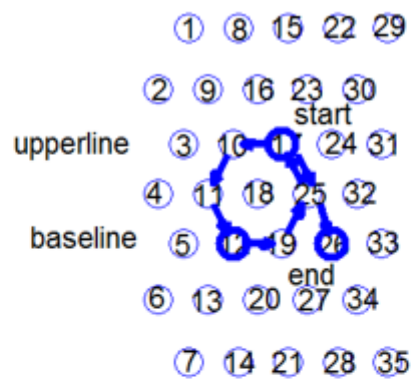 1 8 15 22 29
2 9 16 23 30
start
upperline 3 10 17 24 31
4 11 18 25 32
baseline 5 12 19 26 33
end
6 13 20 27 34
7 14 21 28 35